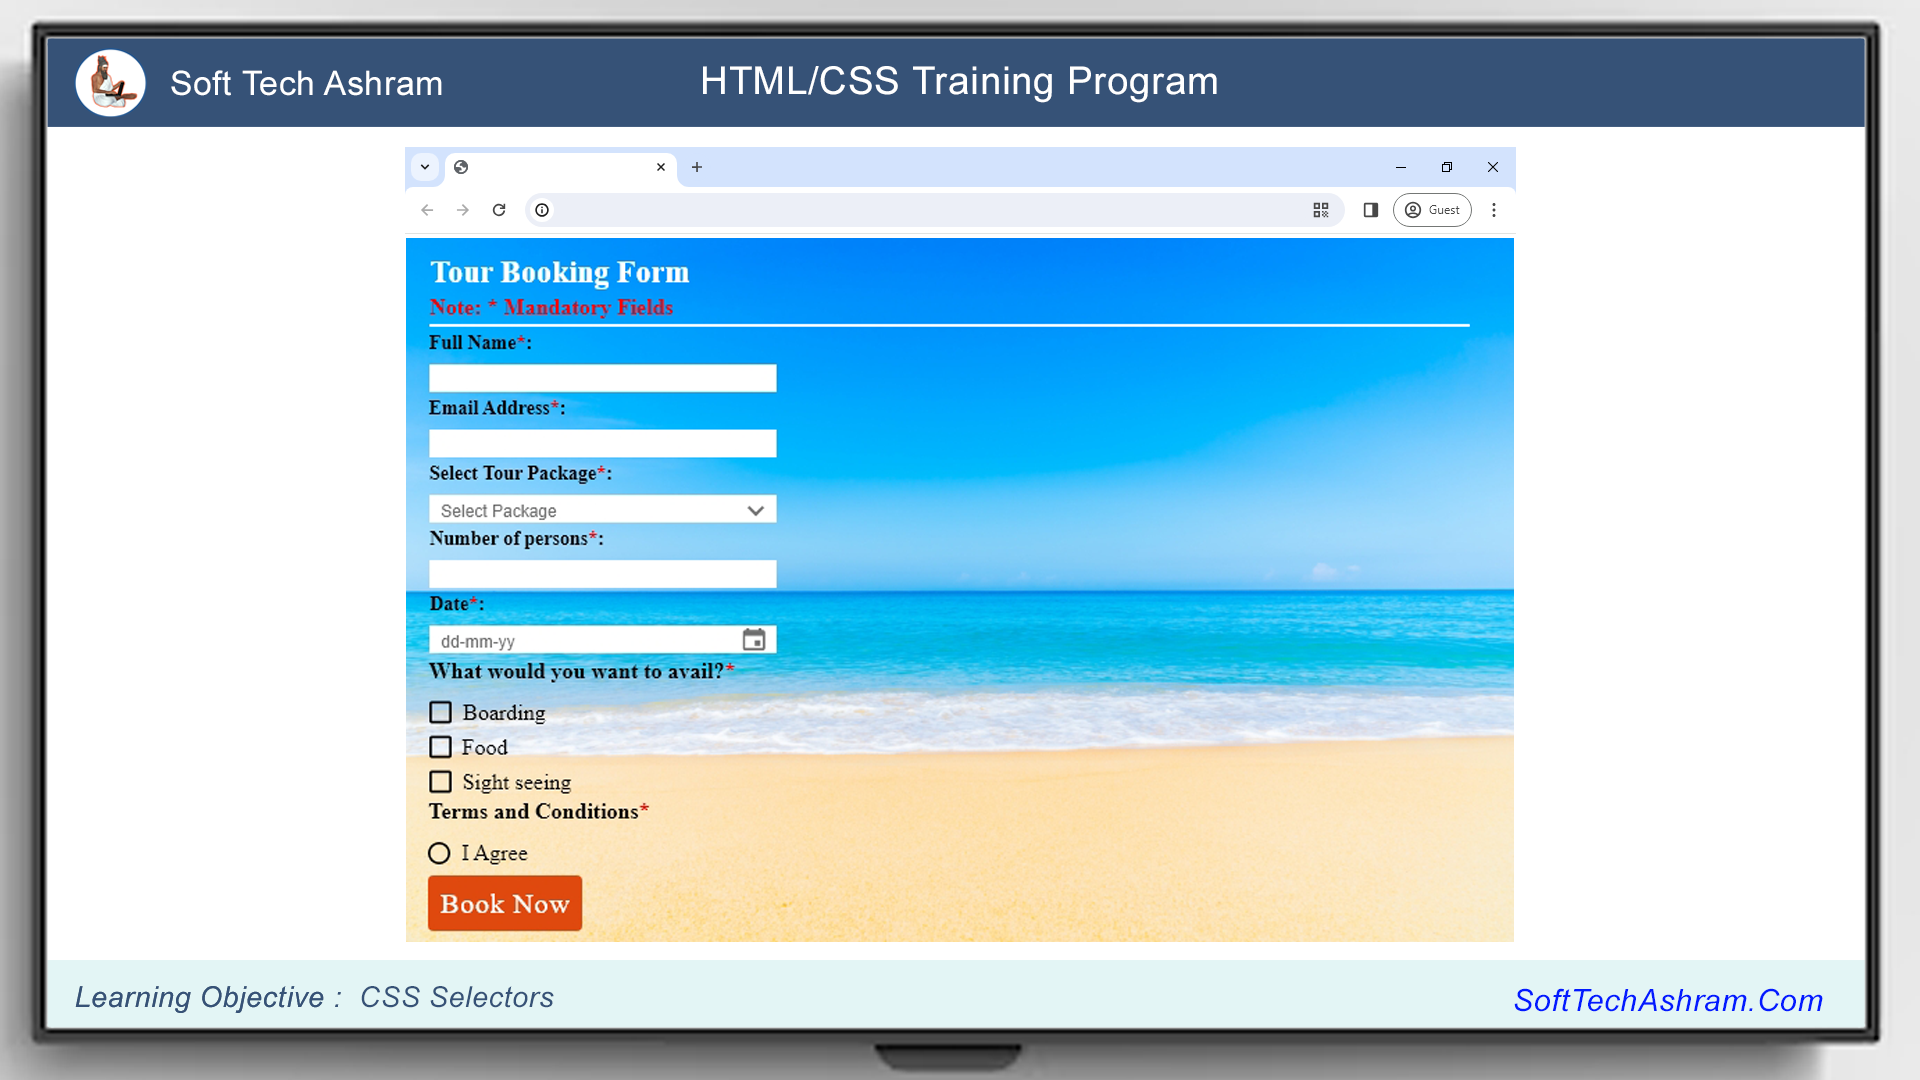 Soft Tech Ashram
HTML/CSS Training Program
Guest
Tour Booking Form
Note: * Mandatory Fields
Full Name*:
Email Address*:
Select Tour Package*:
Select Package
Number of persons*:
Date*:
dd-mm-yy
What would you want to avail?*
Boarding
Food
Sight seeing
Terms and Conditions*
I Agree
Book Now
Learning Objective : CSS Selectors
SoftTechAshram.Com